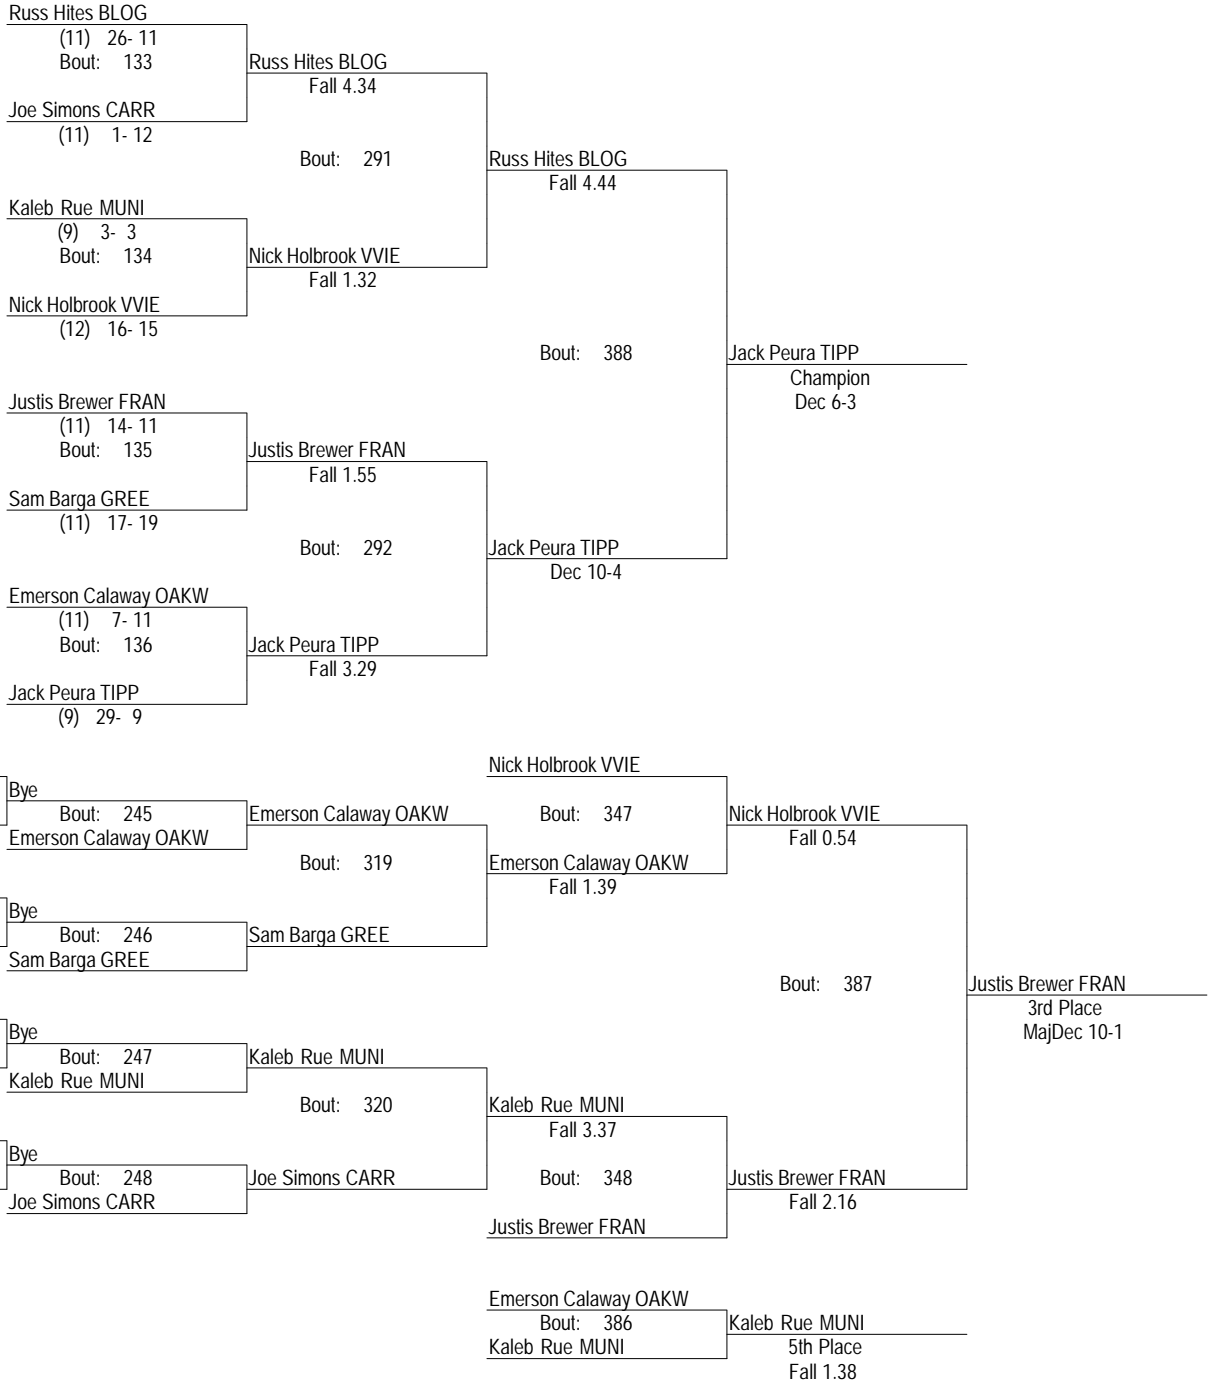 Russ Hites BLOG
(11) 26- 11
Bout: 133
Russ Hites BLOG
Fall 4.34
Joe Simons CARR
(11) 1- 12
Bout: 291
Russ Hites BLOG
Fall 4.44
Kaleb Rue MUNI
(9) 3- 3
Bout: 134
Nick Holbrook VVIE
Fall 1.32
Nick Holbrook VVIE
(12) 16- 15
Bout: 388
Jack Peura TIPP
Champion
Dec 6-3
Justis Brewer FRAN
(11) 14- 11
Bout: 135
Justis Brewer FRAN
Fall 1.55
Sam Barga GREE
(11) 17- 19
Bout: 292
Jack Peura TIPP
Dec 10-4
Emerson Calaway OAKW
(11) 7- 11
Bout: 136
Jack Peura TIPP
Fall 3.29
Jack Peura TIPP
(9) 29- 9
Nick Holbrook VVIE
Bye
Bout: 245
Emerson Calaway OAKW
Emerson Calaway OAKW
Bout: 347
Nick Holbrook VVIE
Fall 0.54
Bout: 319
Emerson Calaway OAKW
Fall 1.39
Bye
Bout: 246
Sam Barga GREE
Sam Barga GREE
Bout: 387
Justis Brewer FRAN
3rd Place
MajDec 10-1
Bye
Bout: 247
Kaleb Rue MUNI
Kaleb Rue MUNI
Bout: 320
Kaleb Rue MUNI
Fall 3.37
Bye
Bout: 248
Joe Simons CARR
Joe Simons CARR
Bout: 348
Justis Brewer FRAN
Fall 2.16
Justis Brewer FRAN
Emerson Calaway OAKW
Bout: 386
Kaleb Rue MUNI
Kaleb Rue MUNI
5th Place
Fall 1.38